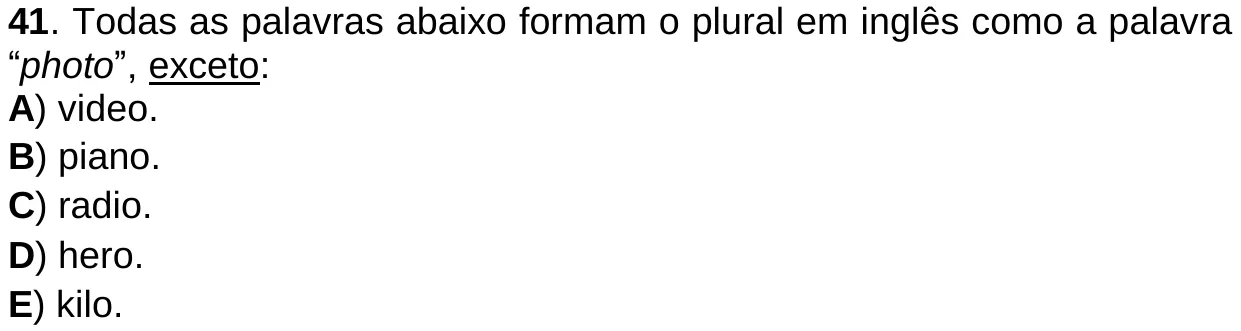 41. Todas as palavras abaixo formam o plural em inglês como a palavra
“photo”, exceto:
A) video.
B) piano.
C) radio.
D) hero.
E) kilo.